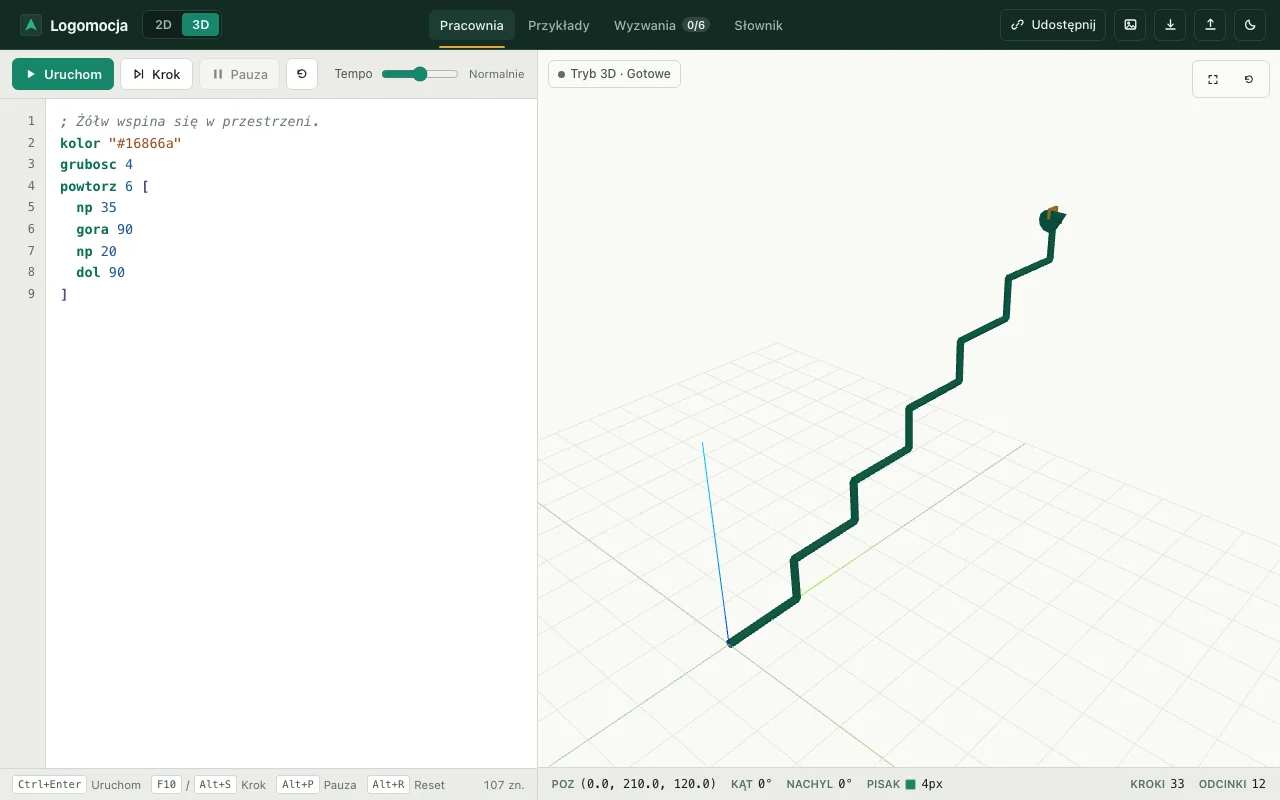 Logomocja 2D 3D Pracownia Przykłady Wyzwania 0/6 Słownik Udostępnij
Uruchom Krok Pauza Tempo Normalnie
Tryb 3D · Gotowe
1 ; Żółw wspina się w przestrzeni.
2 kolor "#16866a"
3 grubosc 4
4 powtorz 6 [
5 np 35
6 gora 90
7 np 20
8 dol 90
9 ]
Ctrl+Enter Uruchom F10 / Alt+S Krok Alt+P Pauza Alt+R Reset 107 zn.
POZ (0.0, 210.0, 120.0) KĄT 0° NACHYL 0° PISAK 4px KROKI 33 ODCINKI 12